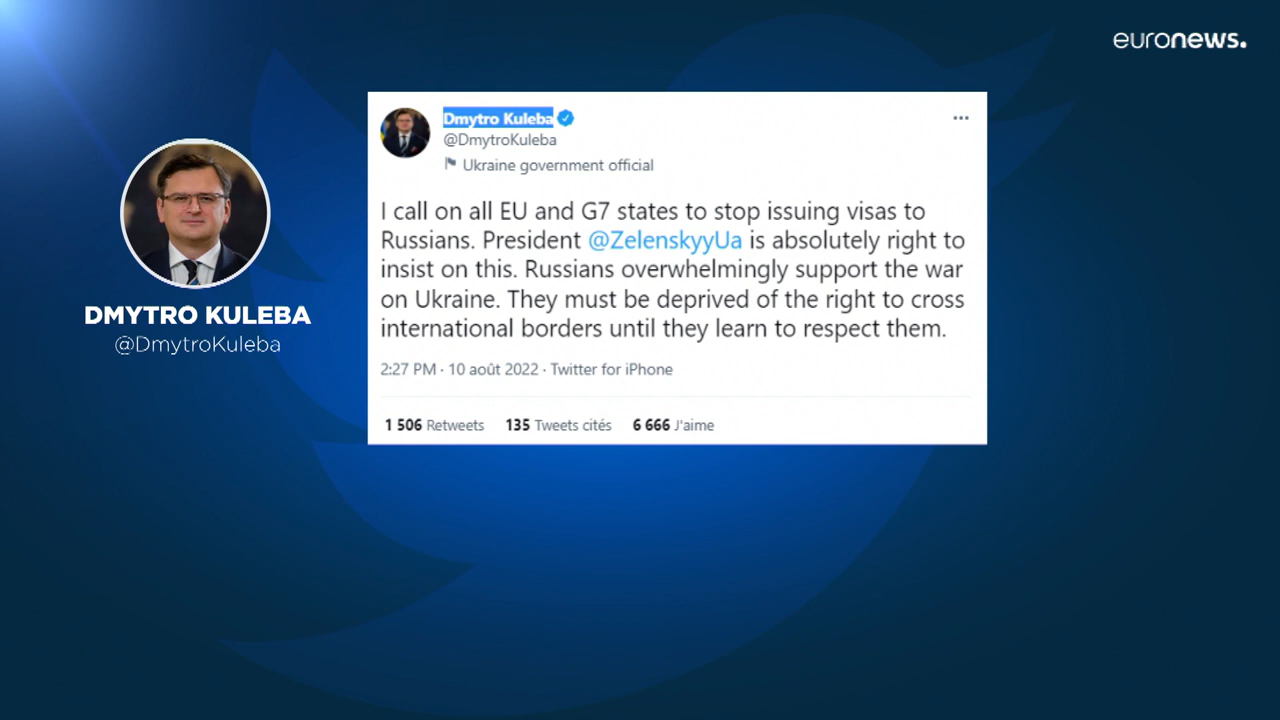 euronews.
Dmytro Kuleba
@DmytroKuleba
Ukraine government official
I call on all EU and G7 states to stop issuing visas to
Russians. President @ZelenskyyUa is absolutely right to
insist on this. Russians overwhelmingly support the war
on Ukraine. They must be deprived of the right to cross
international borders until they learn to respect them.
2:27 PM · 10 août 2022 · Twitter for iPhone
1 506 Retweets 135 Tweets cités 6 666 J'aime
DMYTRO KULEBA
@DmytroKuleba